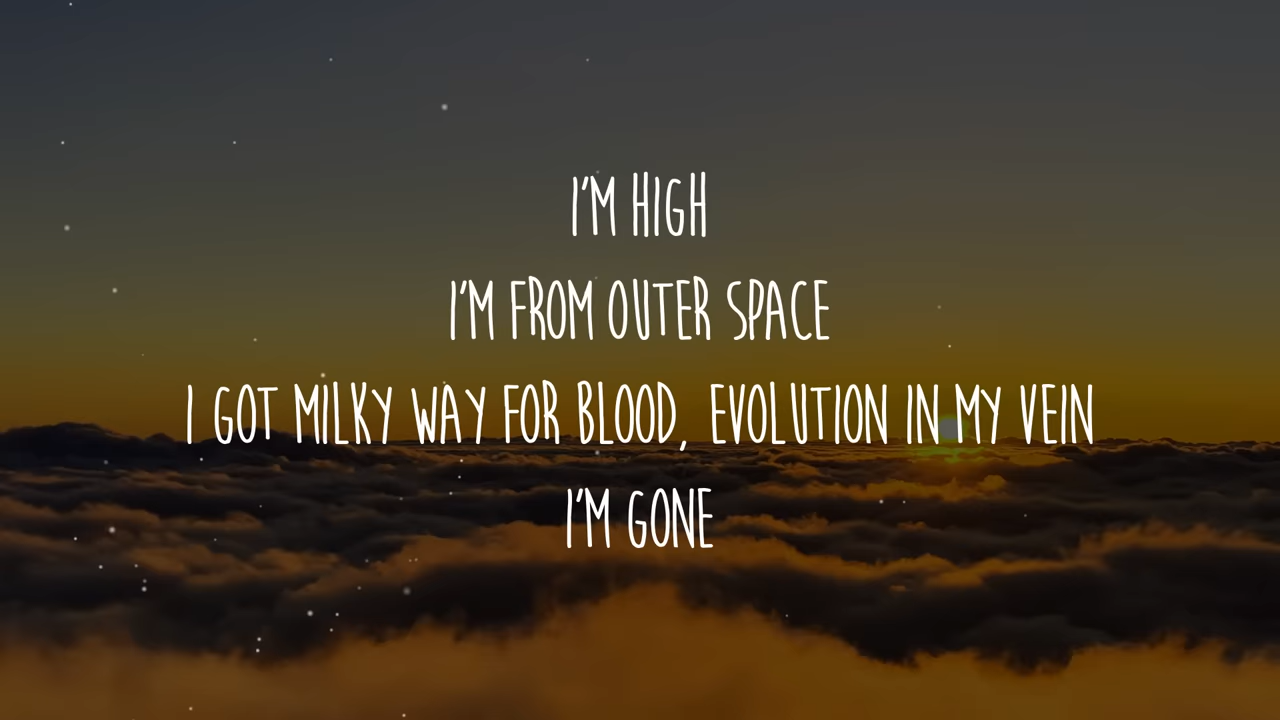 I'M HIGH
I'M FROM OUTER SPACE
I GOT MILKY WAY FOR BLOOD, EVOLUTION IN MY VEIN
I'M GONE